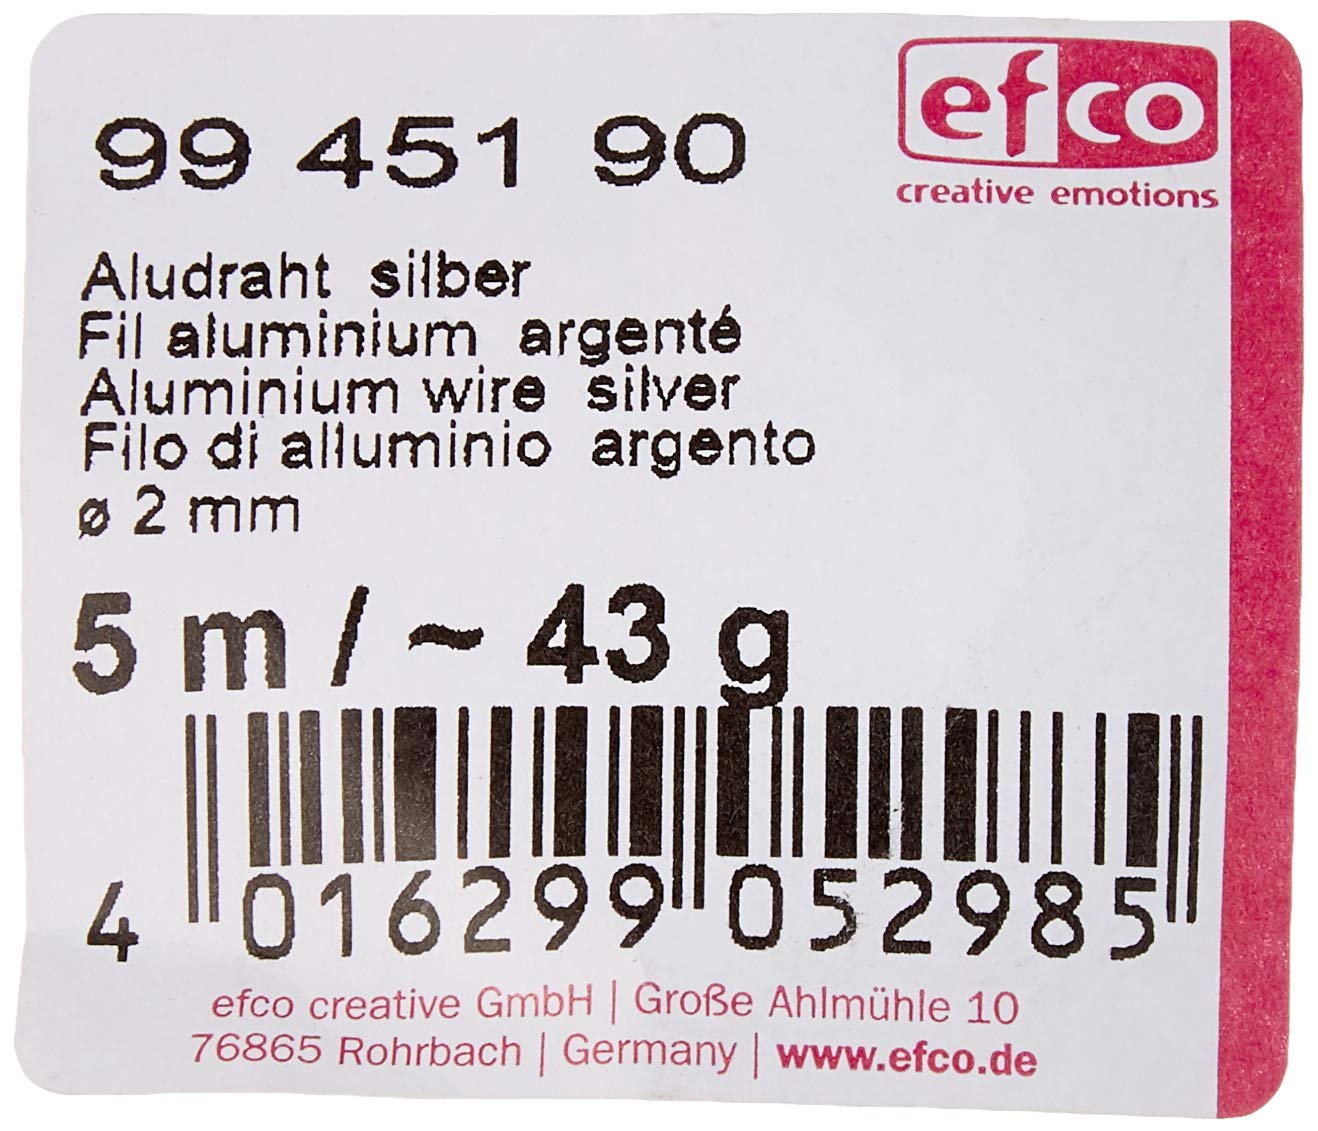 efco
creative emotions
99 451 90
Aludraht silber
Fil aluminium argenté
Aluminium wire silver
Filo di alluminio argento
ø 2 mm
5 m / ~ 43 g
4 016299 052985
efco creative GmbH | Große Ahlmühle 10
76865 Rohrbach | Germany | www.efco.de